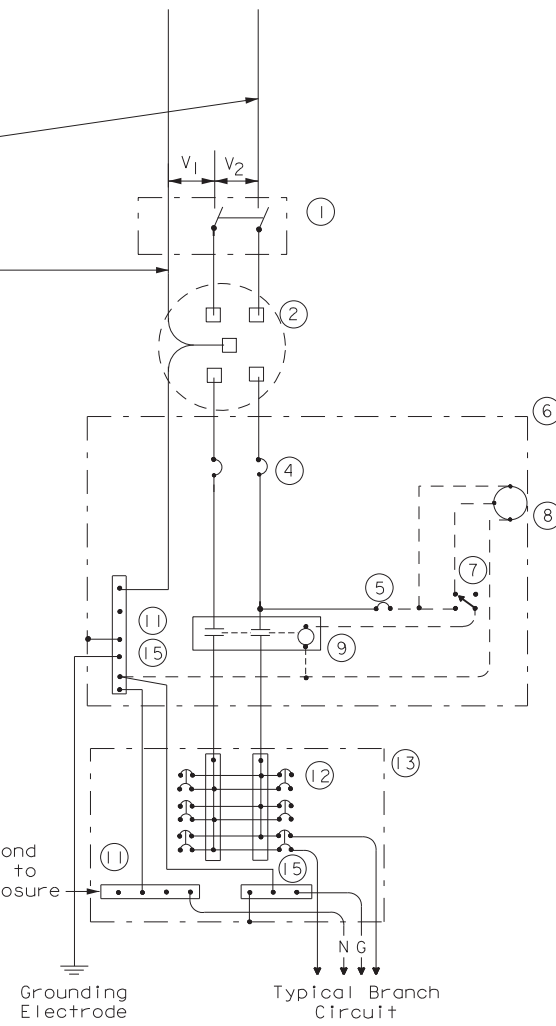 V1
V2
1
2
6
4
8
7
5
11
9
15
13
12
ond
to
osure
11
15
N G
Grounding
Electrode
Typical Branch
Circuit